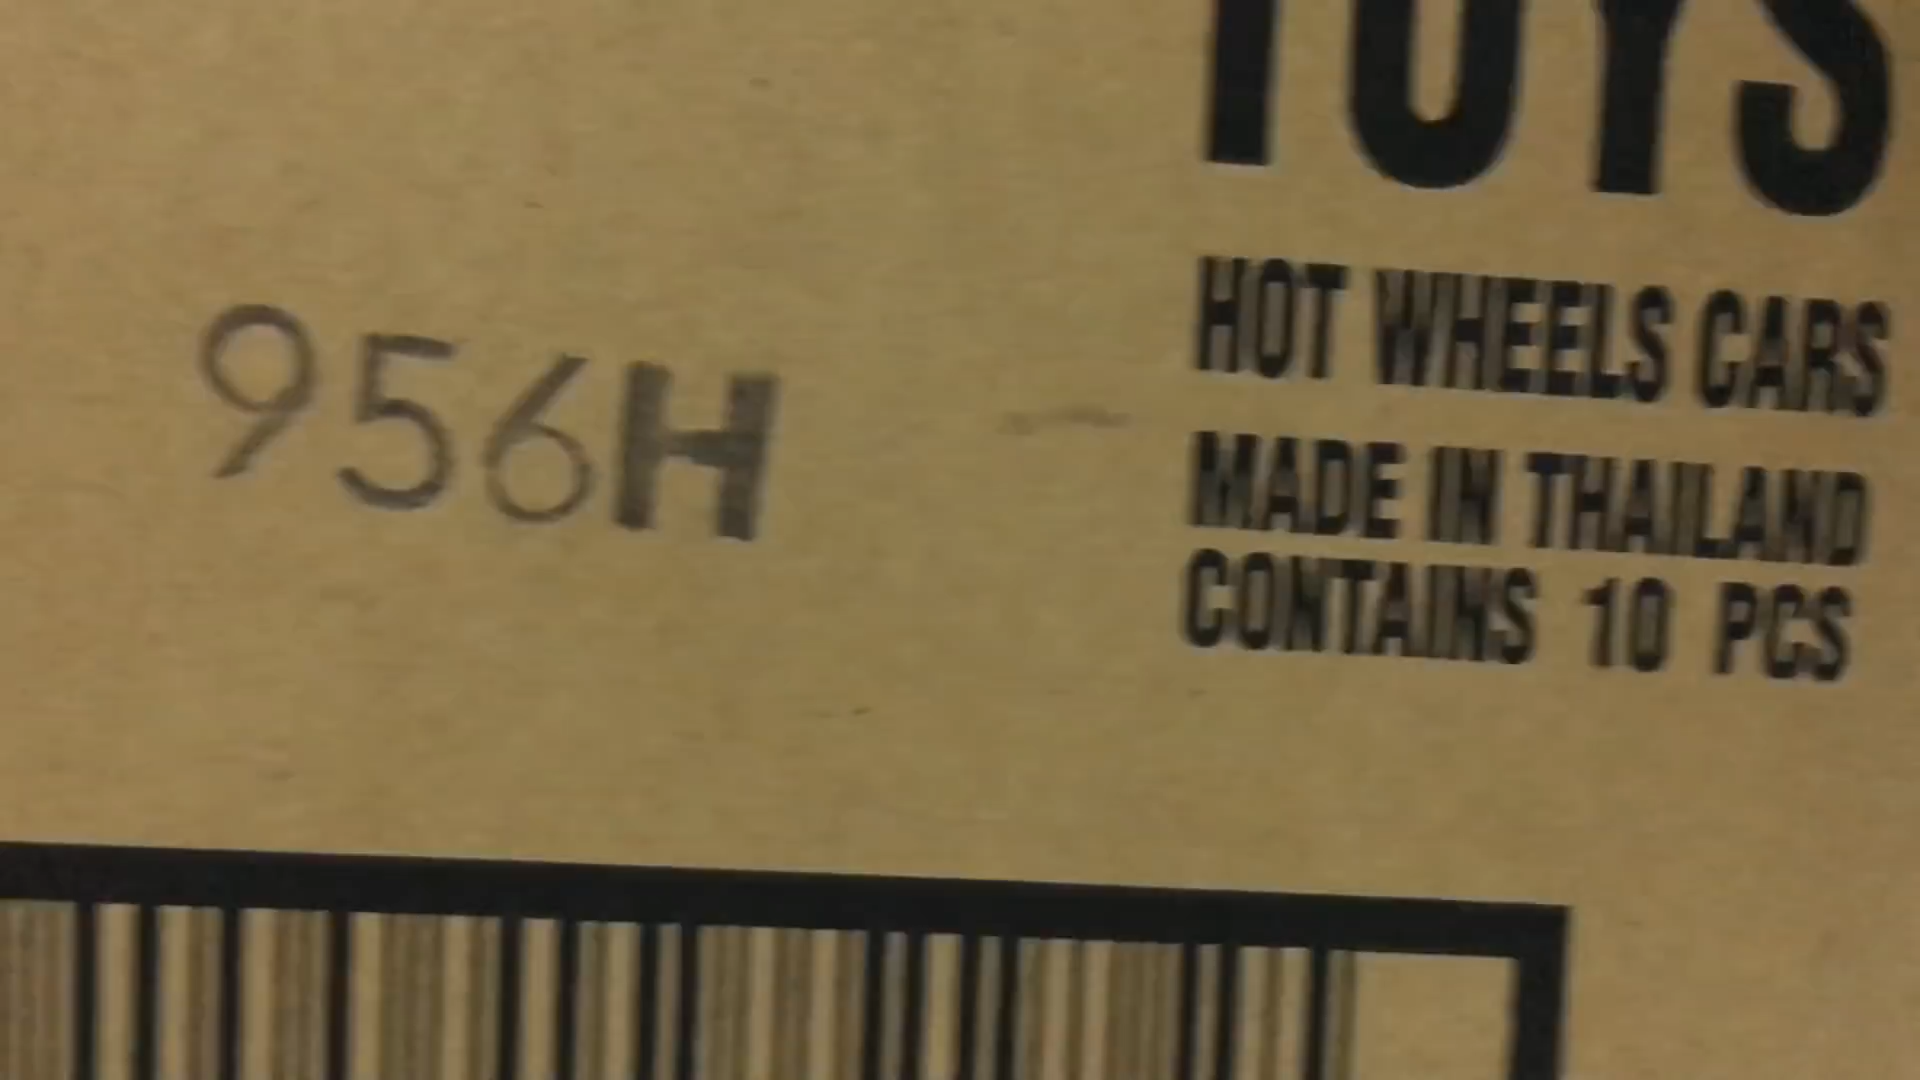 TOYS
HOT WHEELS CARS
956H
MADE IN THAILAND
CONTAINS 10 PCS